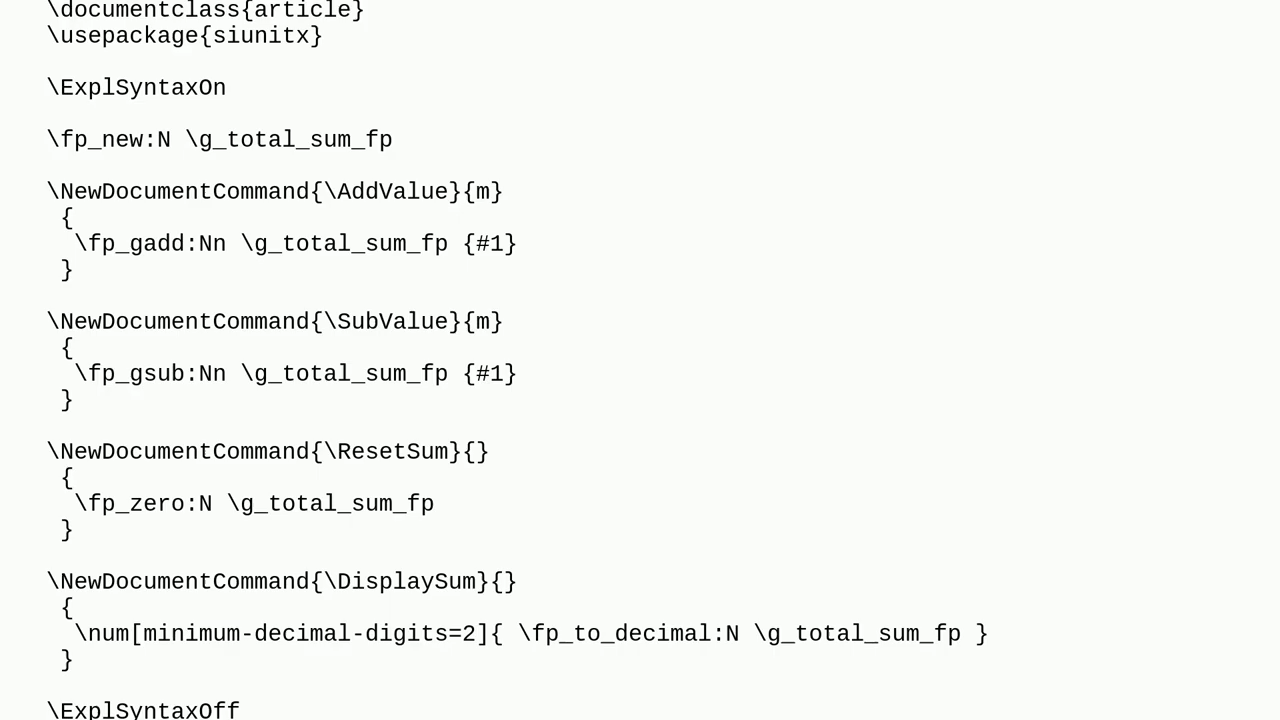 \documentclass{article}
\usepackage{siunitx}

\ExplSyntaxOn

\fp_new:N \g_total_sum_fp

\NewDocumentCommand{\AddValue}{m}
 {
  \fp_gadd:Nn \g_total_sum_fp {#1}
 }

\NewDocumentCommand{\SubValue}{m}
 {
  \fp_gsub:Nn \g_total_sum_fp {#1}
 }

\NewDocumentCommand{\ResetSum}{}
 {
  \fp_zero:N \g_total_sum_fp
 }

\NewDocumentCommand{\DisplaySum}{}
 {
  \num[minimum-decimal-digits=2]{ \fp_to_decimal:N \g_total_sum_fp }
 }

\ExplSyntaxOff